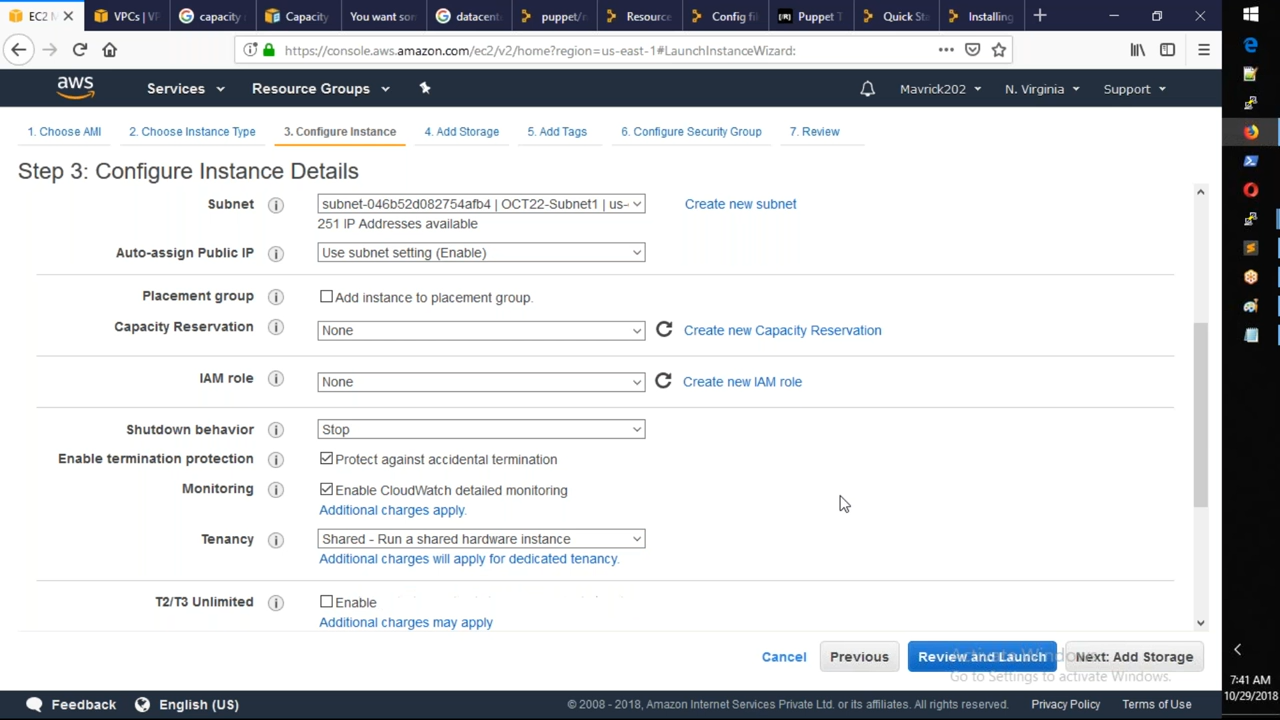 EC2 M
VPCs | VP
capacity
Capacity
You want son
datacent
puppet/r
Resource
Config fi
[R]
Puppet T
Quick Sta
Installing
https://console.aws.amazon.com/ec2/v2/home?region=us-east-1#LaunchInstanceWizard:
aws
Services
Resource Groups
Mavrick202
N. Virginia
Support
1. Choose AMI
2. Choose Instance Type
3. Configure Instance
4. Add Storage
5. Add Tags
6. Configure Security Group
7. Review
Step 3: Configure Instance Details
Subnet
subnet-046b52d082754afb4 | OCT22-Subnet1 | us-
Create new subnet
251 IP Addresses available
Auto-assign Public IP
Use subnet setting (Enable)
Placement group
Add instance to placement group.
Capacity Reservation
None
Create new Capacity Reservation
IAM role
None
Create new IAM role
Shutdown behavior
Stop
Enable termination protection
Protect against accidental termination
Monitoring
Enable CloudWatch detailed monitoring
Additional charges apply.
Tenancy
Shared - Run a shared hardware instance
Additional charges will apply for dedicated tenancy.
T2/T3 Unlimited
Enable
Additional charges may apply
Cancel
Previous
Review and Launch
Next: Add Storage
Activate Windows
Go to Settings to activate Windows.
Feedback
English (US)
© 2008 - 2018, Amazon Internet Services Private Ltd. or its affiliates. All rights reserved.
Privacy Policy
Terms of Use
7:41 AM
10/29/2018